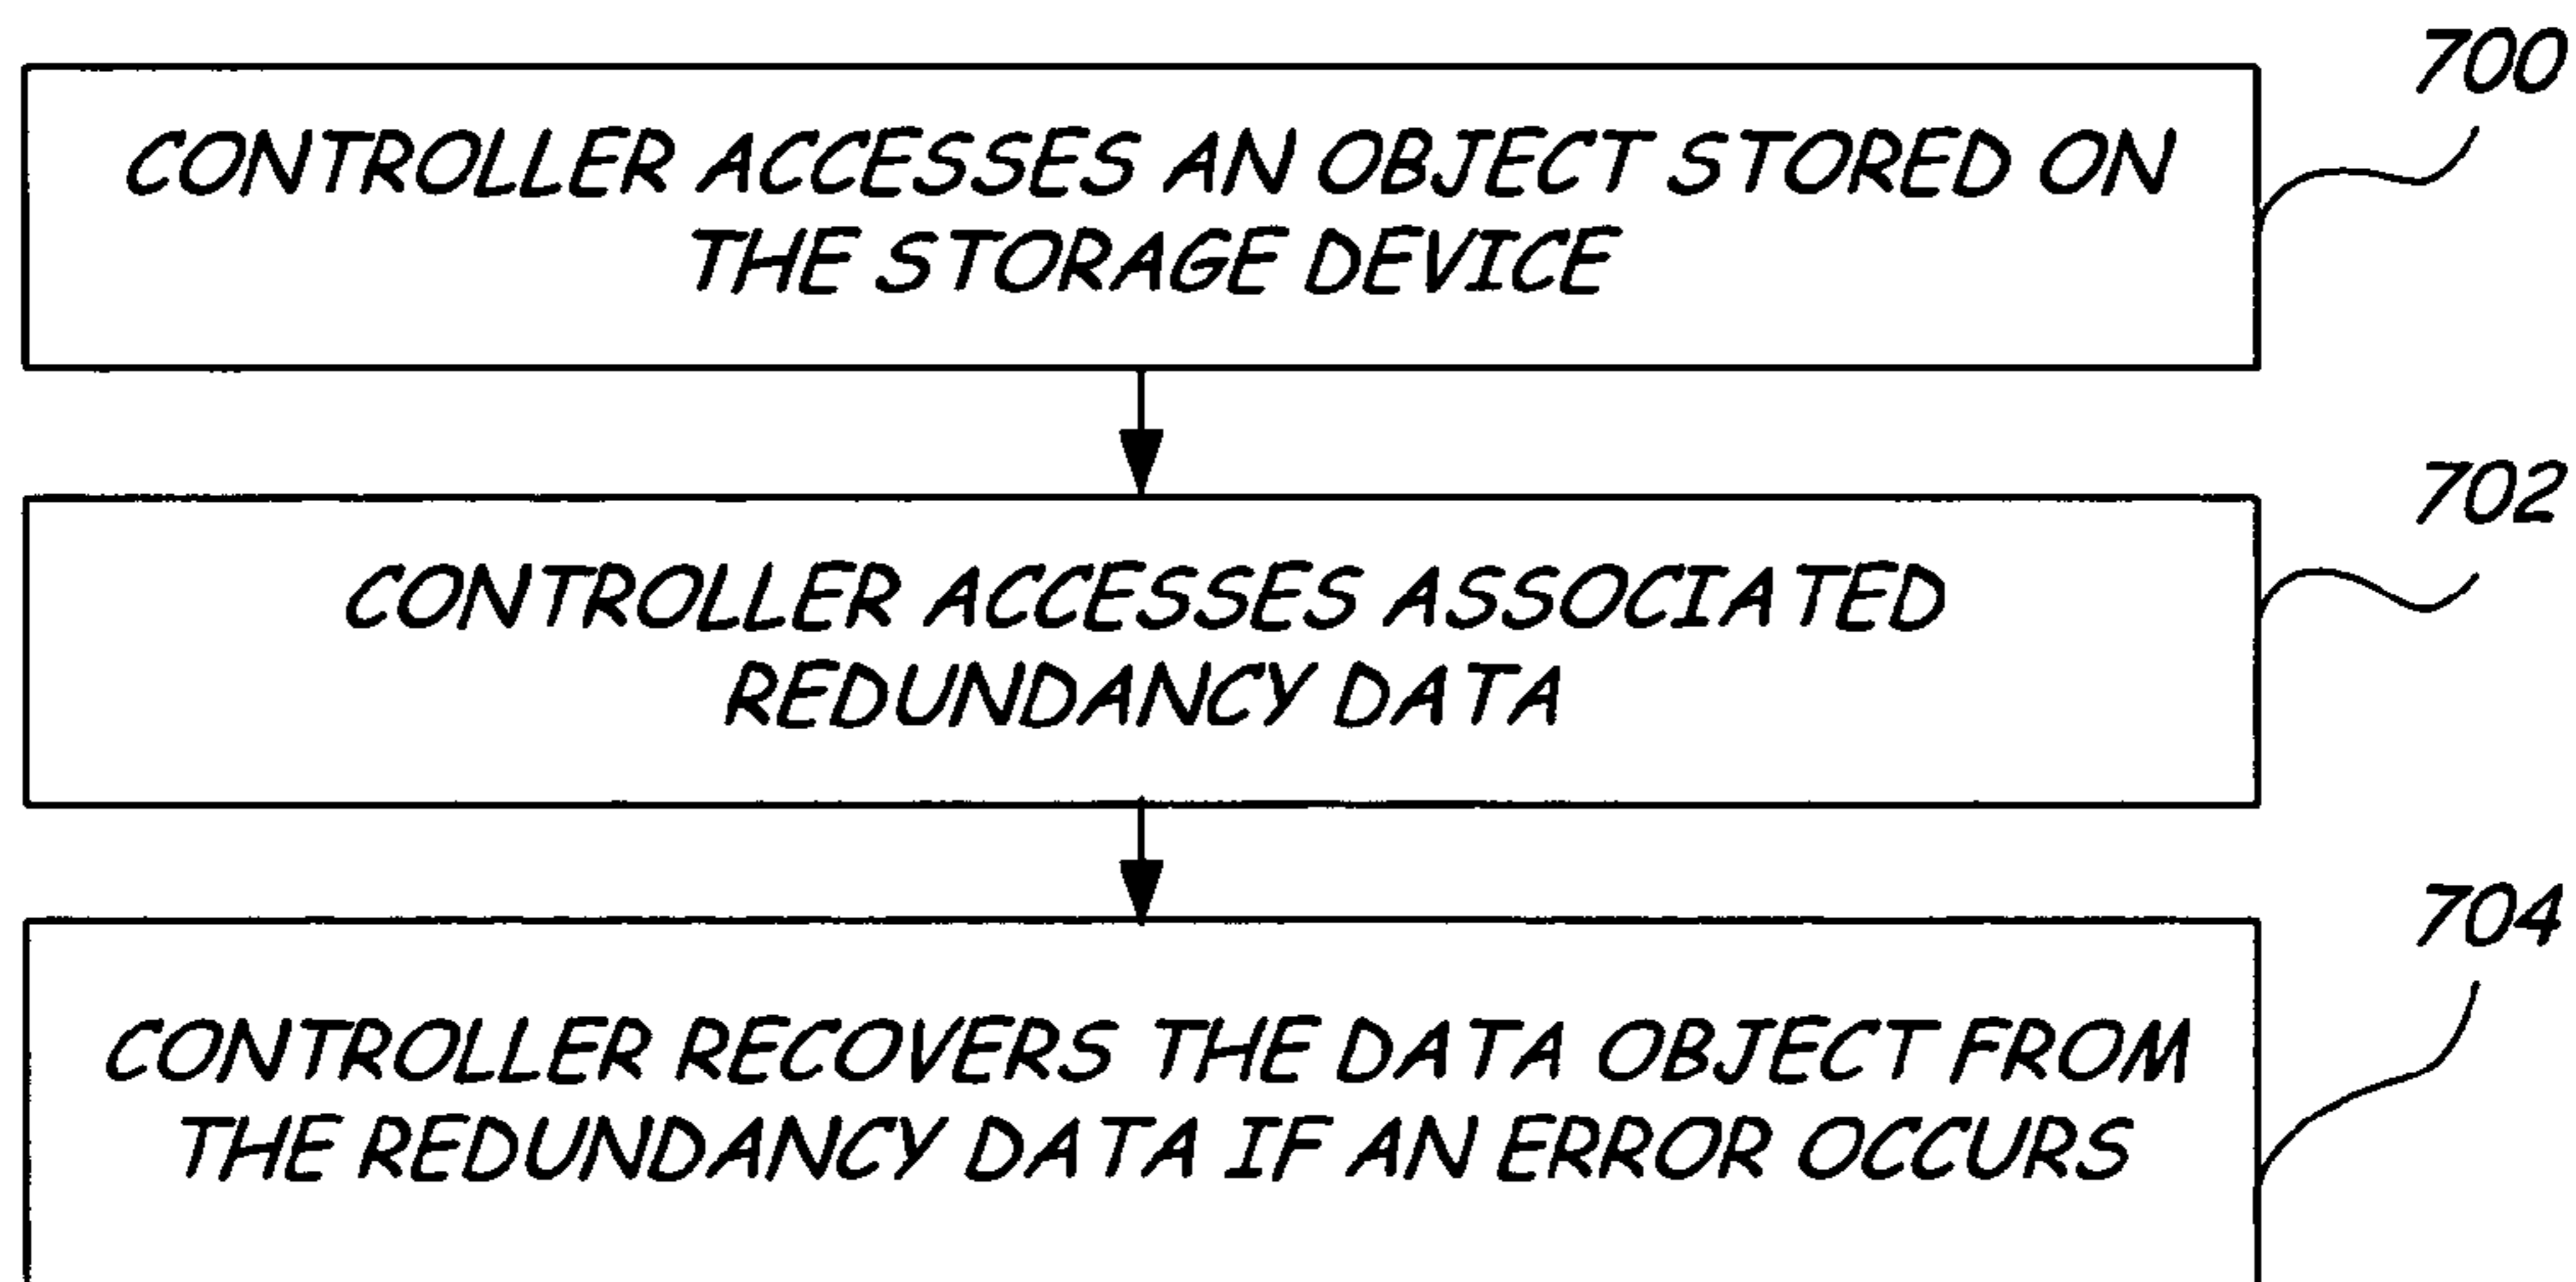 700
CONTROLLER ACCESSES AN OBJECT STORED ON
THE STORAGE DEVICE
702
CONTROLLER ACCESSES ASSOCIATED
REDUNDANCY DATA
704
CONTROLLER RECOVERS THE DATA OBJECT FROM
THE REDUNDANCY DATA IF AN ERROR OCCURS